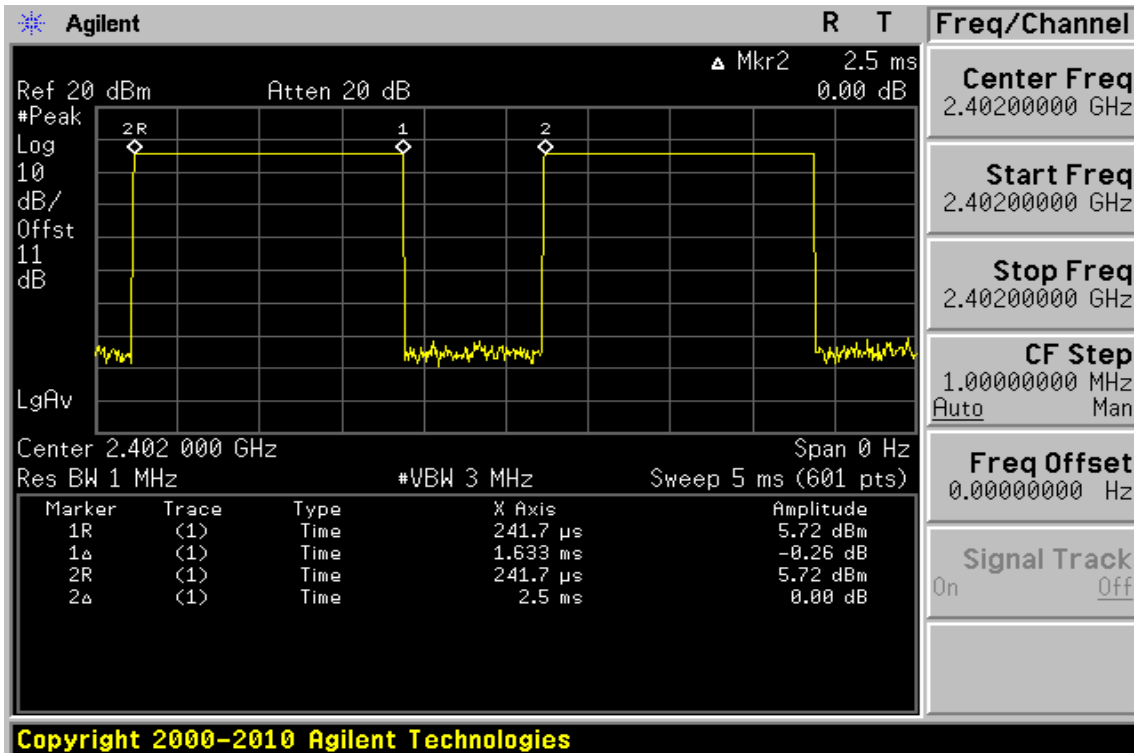 Agilent R T
Δ Mkr2 2.5 ms
Ref 20 dBm Atten 20 dB 0.00 dB
#Peak
Log
10
dB/
Offst
11
dB
LgAv
2R 1 2
Center 2.402 000 GHz Span 0 Hz
Res BW 1 MHz #VBW 3 MHz Sweep 5 ms (601 pts)
Marker Trace Type X Axis Amplitude
1R (1) Time 241.7 μs 5.72 dBm
1Δ (1) Time 1.633 ms -0.26 dB
2R (1) Time 241.7 μs 5.72 dBm
2Δ (1) Time 2.5 ms 0.00 dB
Copyright 2000-2010 Agilent Technologies
Freq/Channel
Center Freq
2.40200000 GHz
Start Freq
2.40200000 GHz
Stop Freq
2.40200000 GHz
CF Step
1.00000000 MHz
Auto Man
Freq Offset
0.00000000 Hz
Signal Track
On Off